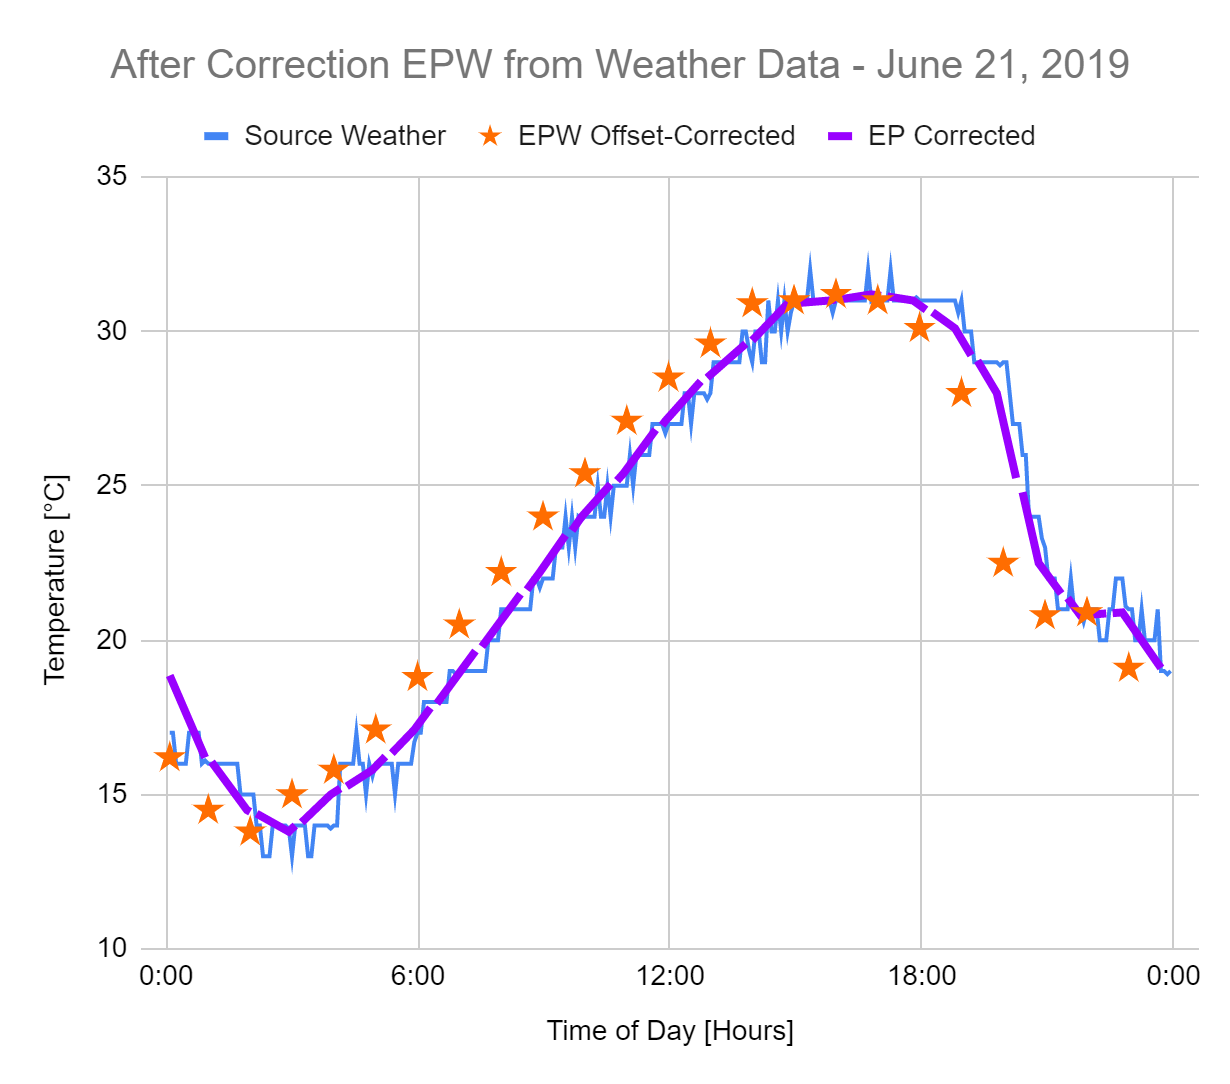 After Correction EPW from Weather Data - June 21, 2019
Source Weather EPW Offset-Corrected EP Corrected
35
30
25
20
15
10
Temperature [°C]
0:00 6:00 12:00 18:00 0:00
Time of Day [Hours]